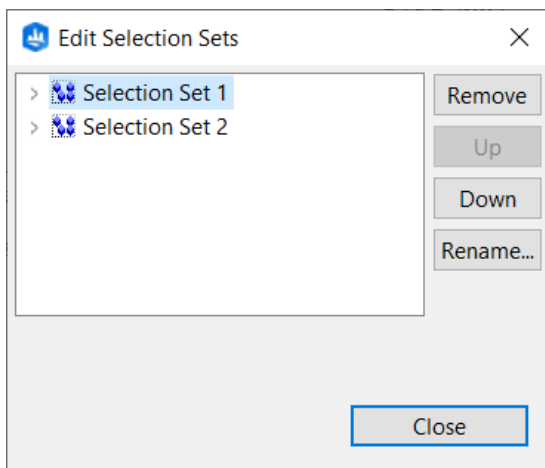 Edit Selection Sets
Selection Set 1
Selection Set 2
Remove
Up
Down
Rename...
Close